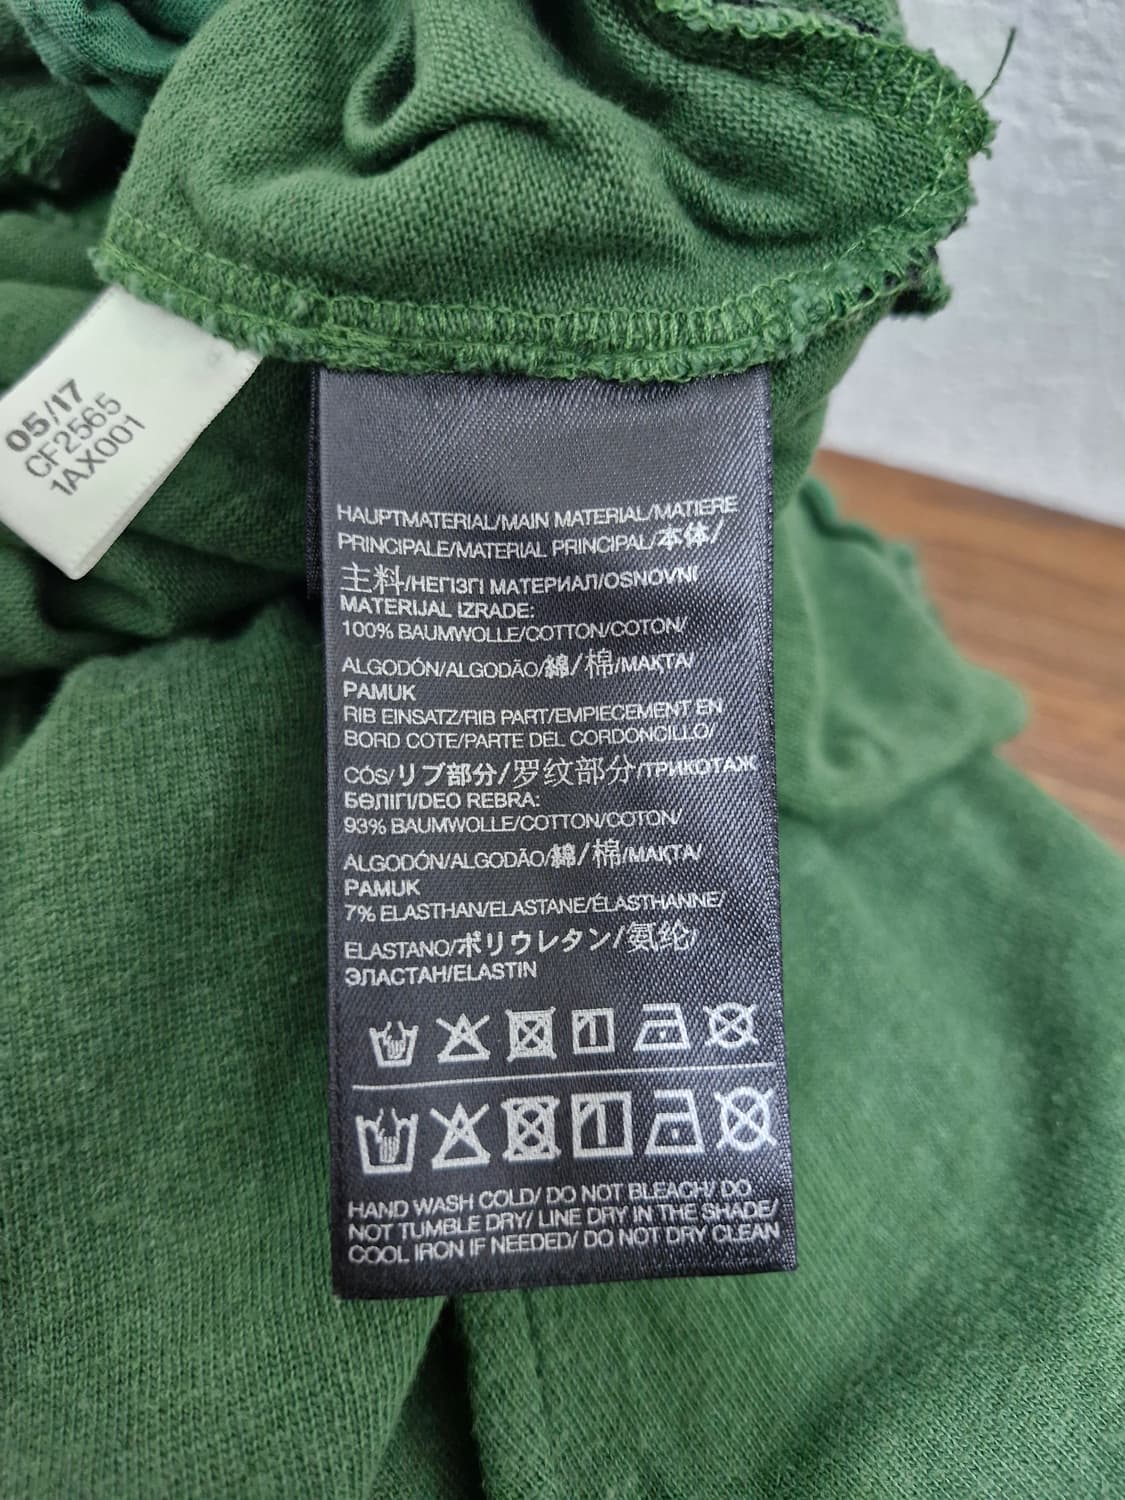 05/17
CF2565
1AX001
HAUPTMATERIAL/MAIN MATERIAL/MATIERE
PRINCIPALE/MATERIAL PRINCIPAL/本体/
主料/НЕГІЗГІ МАТЕРИАЛ/OSNOVNI
MATERIJAL IZRADE:
100% BAUMWOLLE/COTTON/COTON/
ALGODÓN/ALGODÃO/綿/棉/МАҚТА/
PAMUK
RIB EINSATZ/RIB PART/EMPIECEMENT EN
BORD COTE/PARTE DEL CORDONCILLO/
CÓS/リブ部分/罗纹部分/ТРИКОТАЖ
БӨЛІГІ/DEO REBRA:
93% BAUMWOLLE/COTTON/COTON/
ALGODÓN/ALGODÃO/綿/棉/МАҚТА/
PAMUK
7% ELASTHAN/ELASTANE/ÉLASTHANNE/
ELASTANO/ポリウレタン/氨纶/
ЭЛАСТАН/ELASTIN
HAND WASH COLD/ DO NOT BLEACH/ DO
NOT TUMBLE DRY/ LINE DRY IN THE SHADE/
COOL IRON IF NEEDED/ DO NOT DRY CLEAN